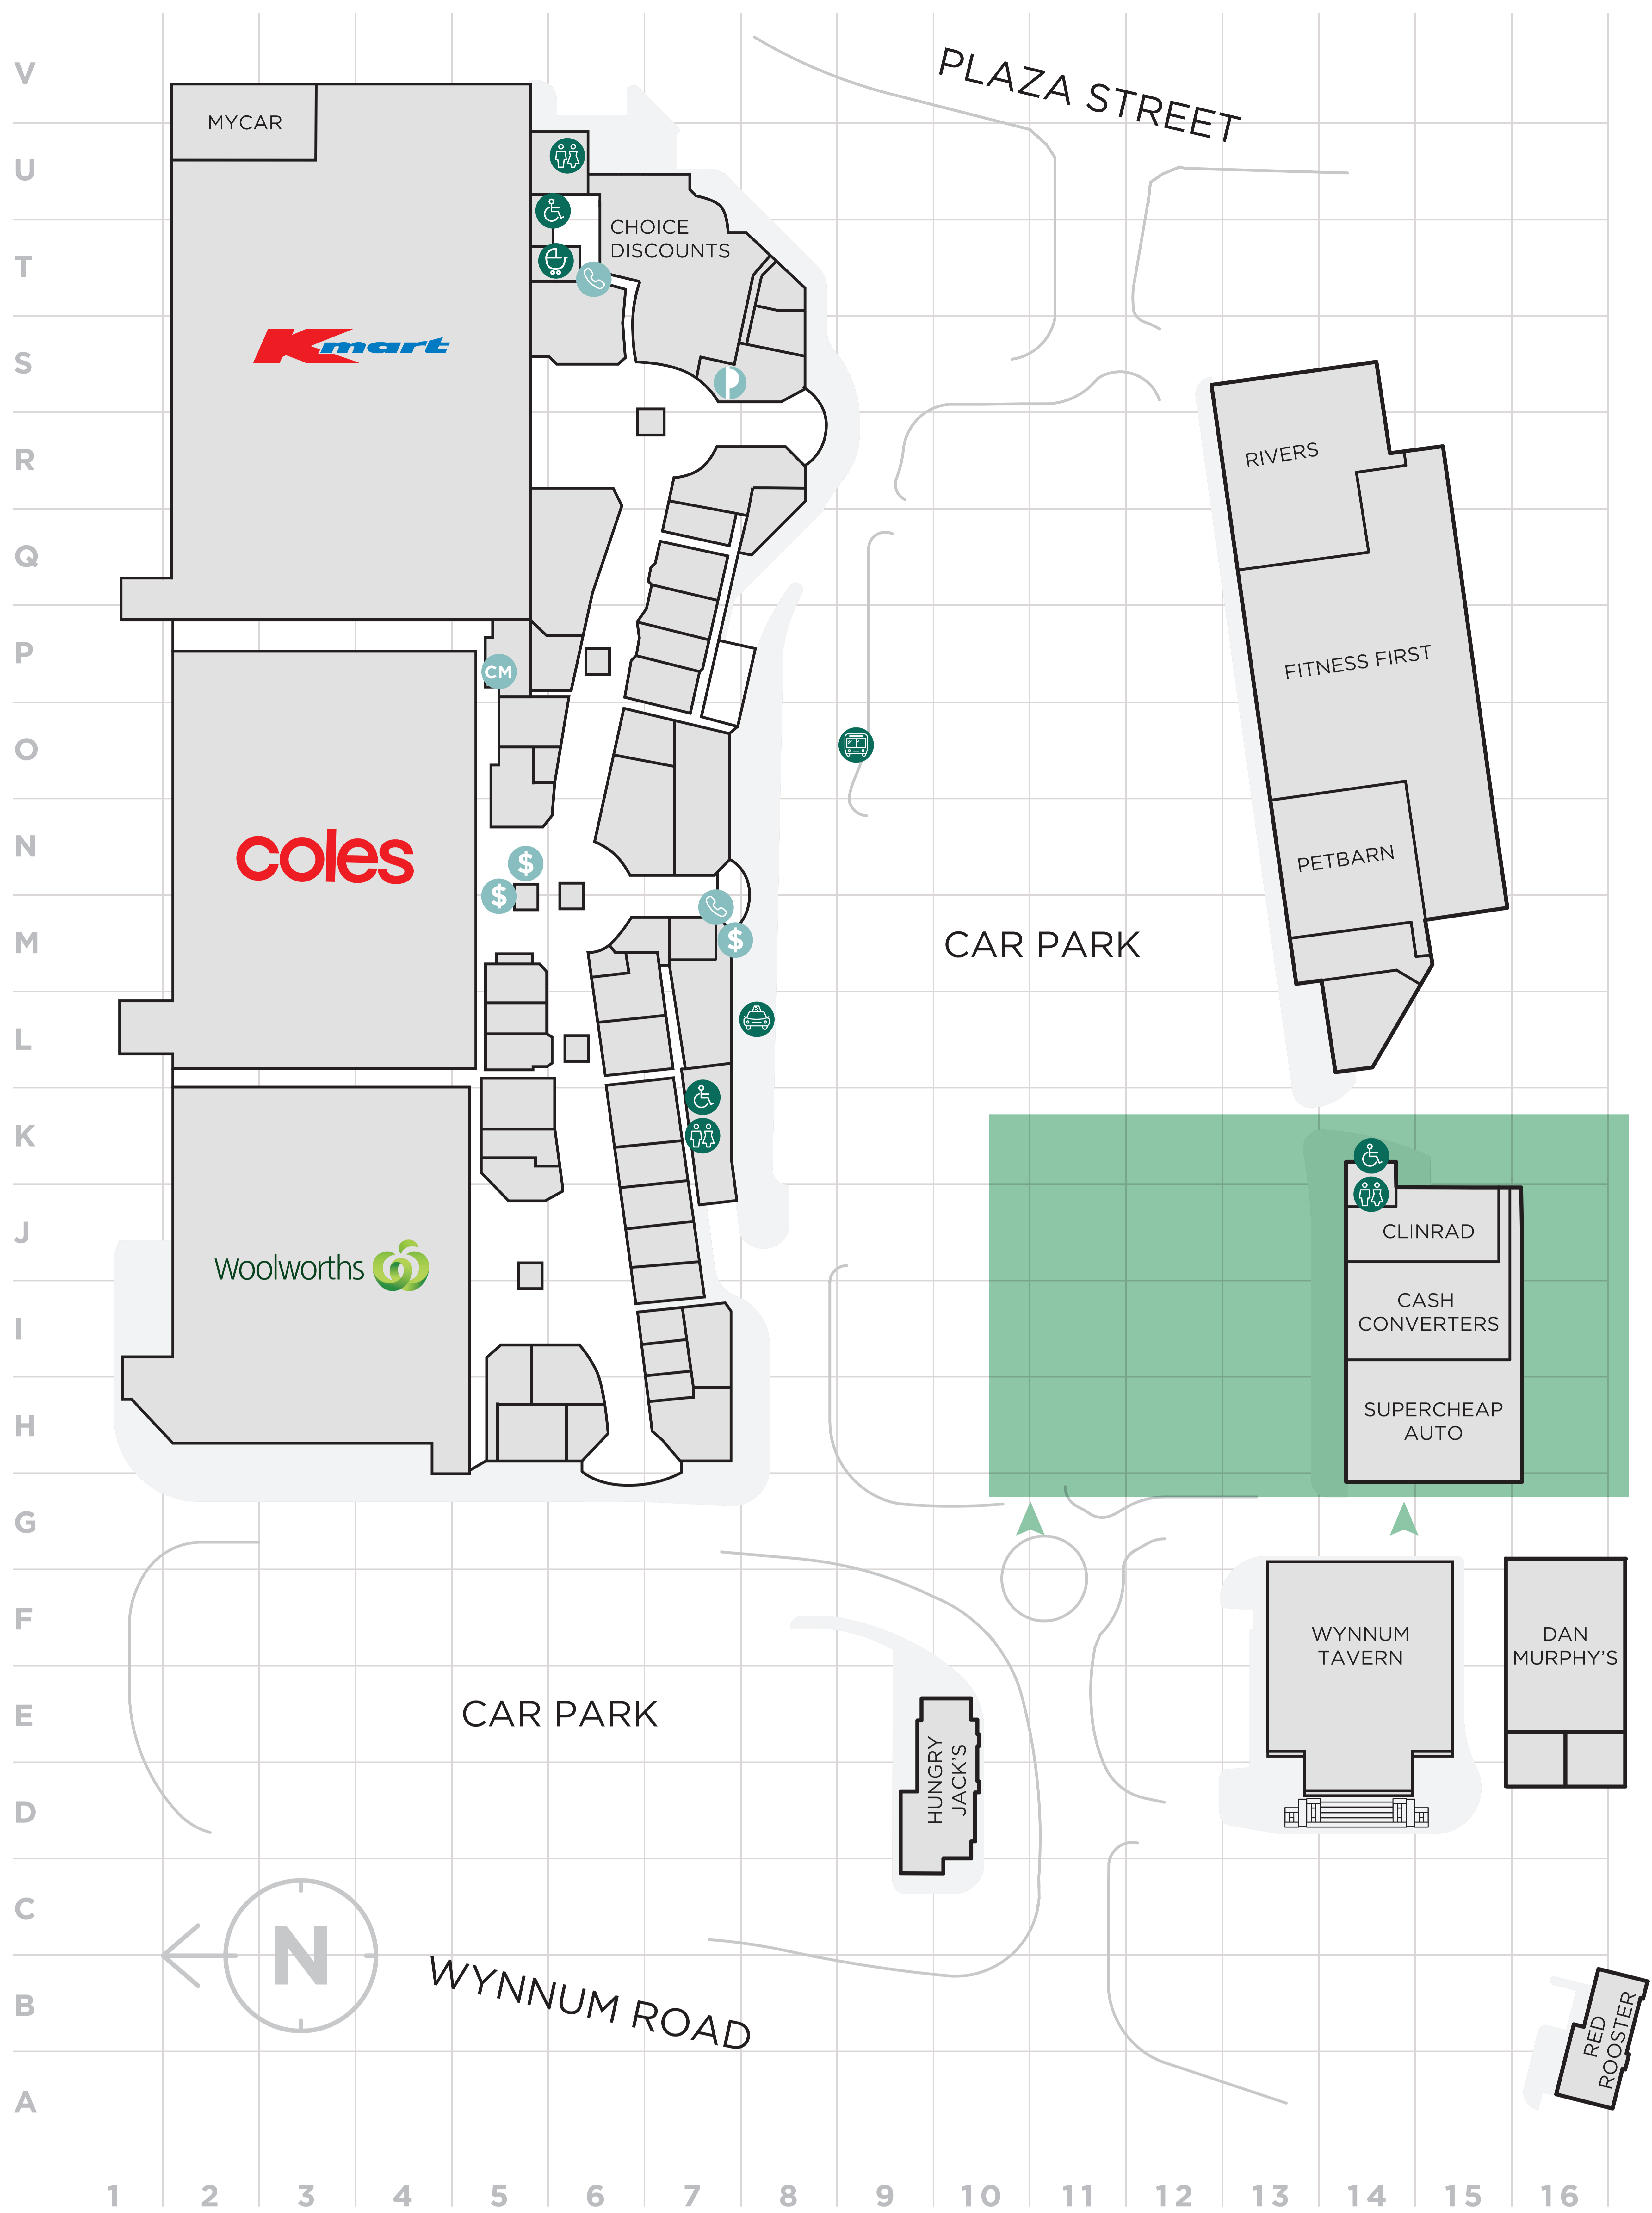 PLAZA STREET
V
MYCAR
U
CHOICE
DISCOUNTS
T
Kmart
S
R
RIVERS
Q
P
CM
FITNESS FIRST
O
coles
N
PETBARN
$
$
M
$
CAR PARK
L
K
J
CLINRAD
Woolworths
I
CASH
CONVERTERS
H
SUPERCHEAP
AUTO
G
F
WYNNUM
TAVERN
DAN
MURPHY'S
E
CAR PARK
HUNGRY
JACK'S
D
C
N
WYNNUM ROAD
B
RED
ROOSTER
A
1 2 3 4 5 6 7 8 9 10 11 12 13 14 15 16